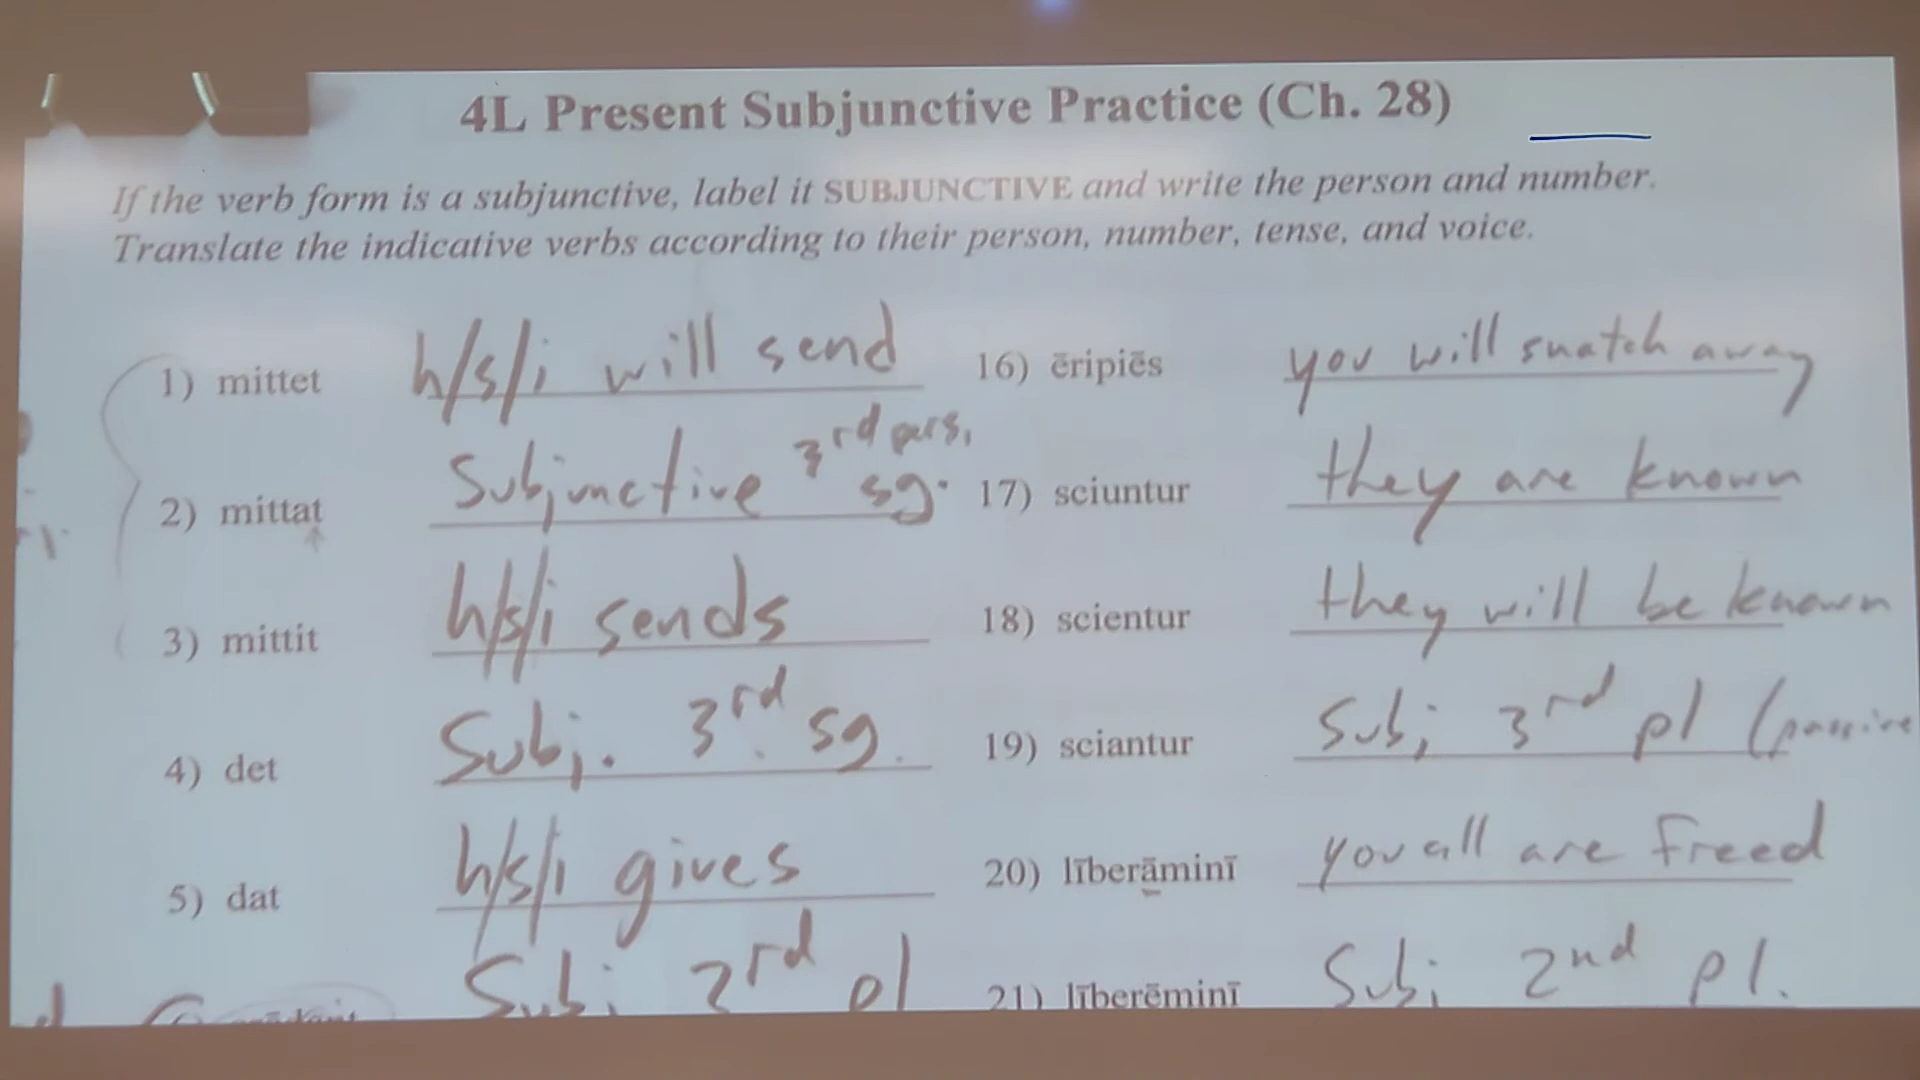 4L Present Subjunctive Practice (Ch. 28)
If the verb form is a subjunctive, label it SUBJUNCTIVE and write the person and number.
Translate the indicative verbs according to their person, number, tense, and voice.
1) mittet h/s/i will send
2) mittat Subjunctive 3rd pers. sg.
3) mittit h/s/i sends
4) det Subj. 3rd sg.
5) dat h/s/i gives
Subj 3rd pl
16) ēripiēs you will snatch away
17) sciuntur they are known
18) scientur they will be known
19) sciantur Subj 3rd pl (passive
20) līberāminī you all are freed
21) līberēminī Subj 2nd pl.